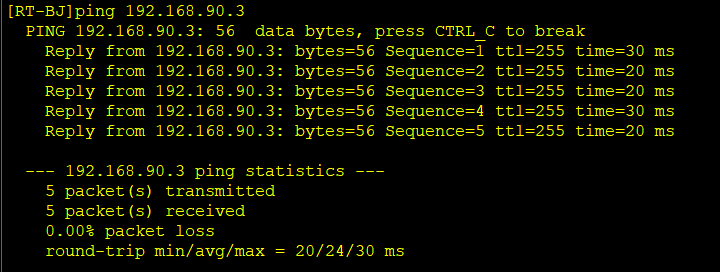 [RT-BJ]ping 192.168.90.3
PING 192.168.90.3: 56  data bytes, press CTRL_C to break
Reply from 192.168.90.3: bytes=56 Sequence=1 ttl=255 time=30 ms
Reply from 192.168.90.3: bytes=56 Sequence=2 ttl=255 time=20 ms
Reply from 192.168.90.3: bytes=56 Sequence=3 ttl=255 time=20 ms
Reply from 192.168.90.3: bytes=56 Sequence=4 ttl=255 time=30 ms
Reply from 192.168.90.3: bytes=56 Sequence=5 ttl=255 time=20 ms
--- 192.168.90.3 ping statistics ---
5 packet(s) transmitted
5 packet(s) received
0.00% packet loss
round-trip min/avg/max = 20/24/30 ms